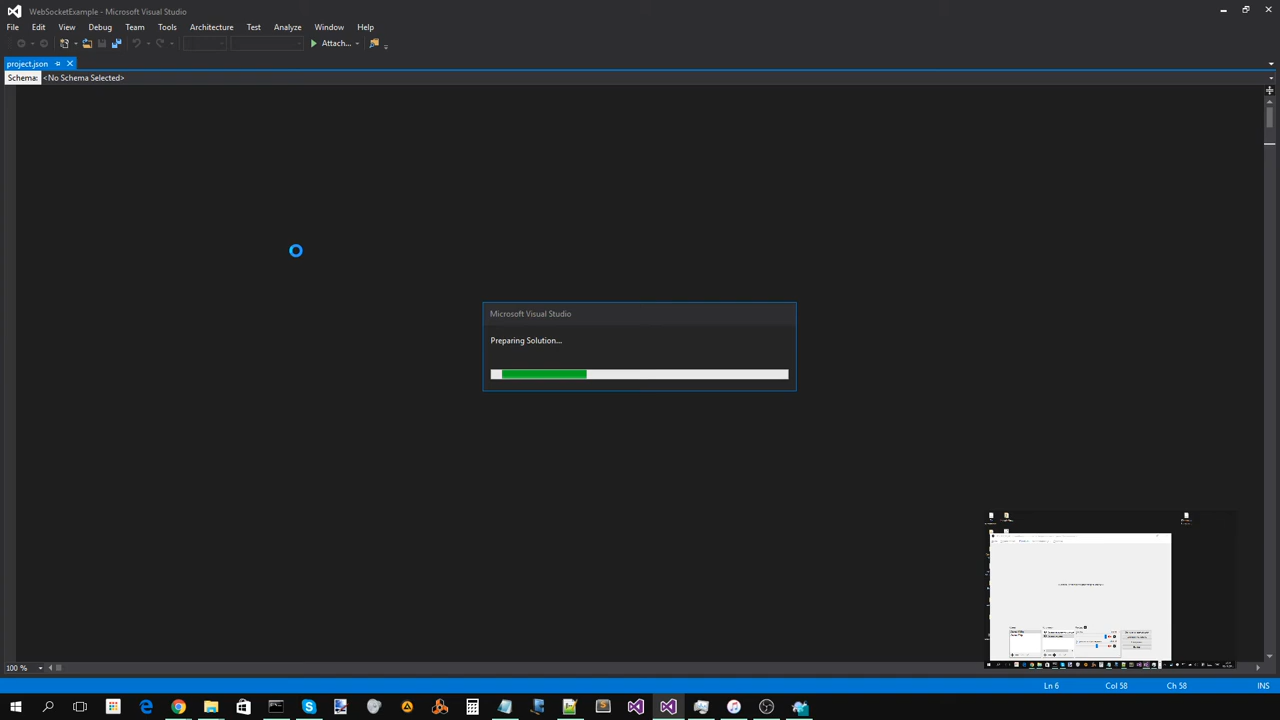 WebSocketExample - Microsoft Visual Studio
File Edit View Debug Team Tools Architecture Test Analyze Window Help
Attach...
project.json
Schema: <No Schema Selected>
Microsoft Visual Studio
Preparing Solution...
100 %
Ln 6 Col 58 Ch 58 INS